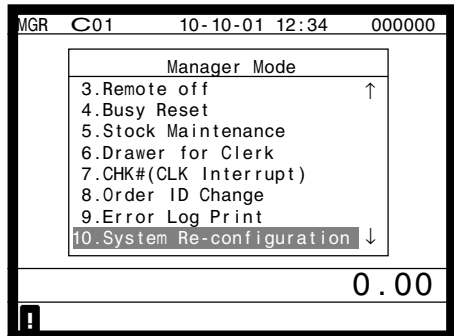 MGR C01 10-10-01 12:34 000000
Manager Mode
3.Remote off ↑
4.Busy Reset
5.Stock Maintenance
6.Drawer for Clerk
7.CHK#(CLK Interrupt)
8.Order ID Change
9.Error Log Print
10.System Re-configuration ↓
0.00
!